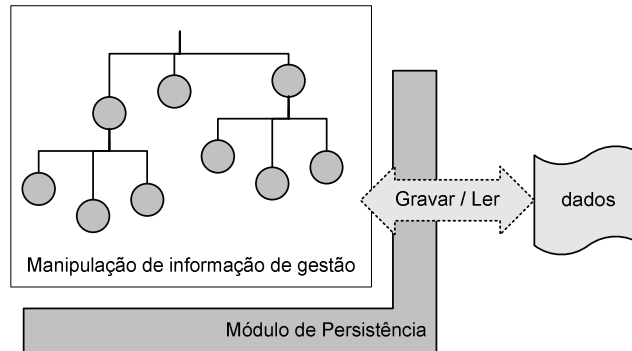 Gravar / Ler
dados
Manipulação de informação de gestão
Módulo de Persistência